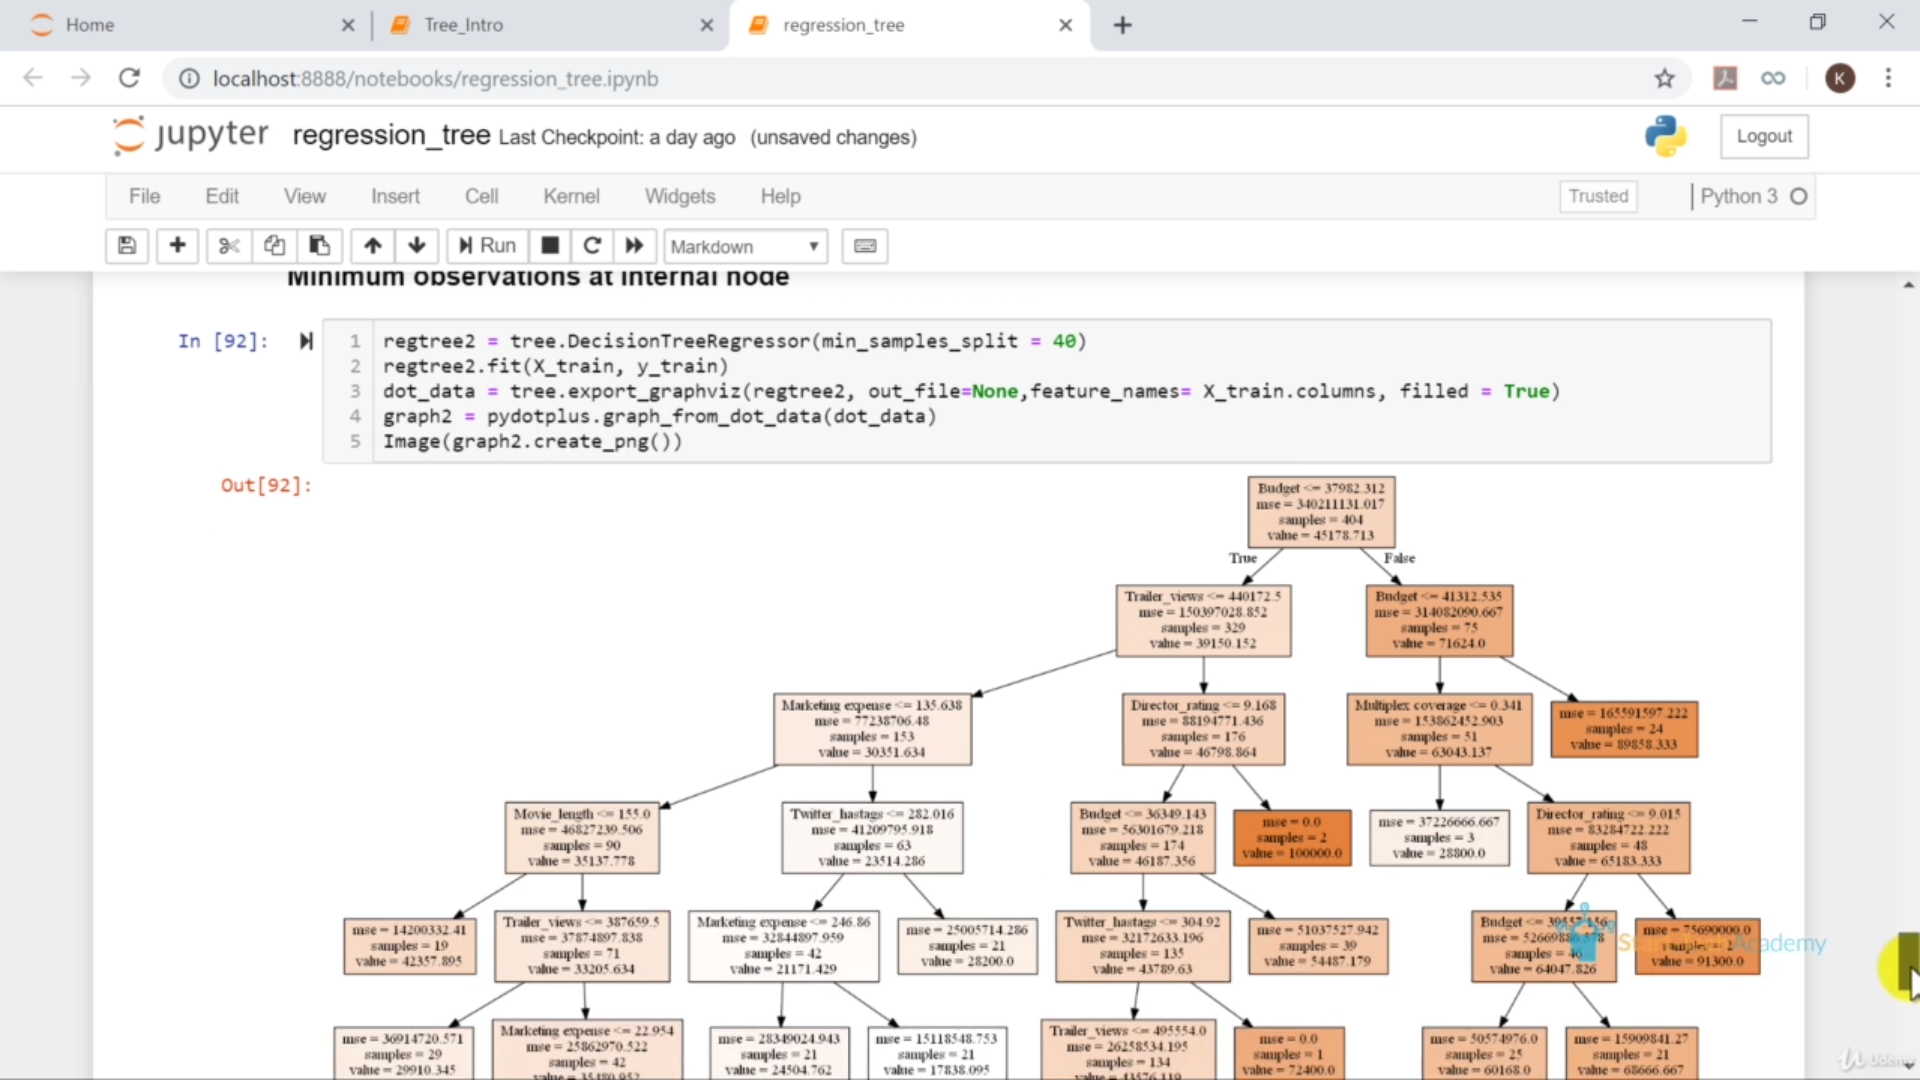 Home
Tree_Intro
regression_tree
localhost:8888/notebooks/regression_tree.ipynb
K
jupyter regression_tree Last Checkpoint: a day ago (unsaved changes)
Logout
File Edit View Insert Cell Kernel Widgets Help
Trusted
Python 3
Run
Markdown
Minimum observations at internal node
In [92]:
1 regtree2 = tree.DecisionTreeRegressor(min_samples_split = 40)
2 regtree2.fit(X_train, y_train)
3 dot_data = tree.export_graphviz(regtree2, out_file=None,feature_names= X_train.columns, filled = True)
4 graph2 = pydotplus.graph_from_dot_data(dot_data)
5 Image(graph2.create_png())
Out[92]:
Budget <= 37982.312
mse = 340211131.017
samples = 404
value = 45178.713
True
False
Trailer_views <= 440172.5
mse = 150397028.852
samples = 329
value = 39150.152
Budget <= 41312.535
mse = 314082090.667
samples = 75
value = 71624.0
Marketing expense <= 135.638
mse = 77238706.48
samples = 153
value = 30351.634
Director_rating <= 9.168
mse = 88194771.436
samples = 176
value = 46798.864
Multiplex coverage <= 0.341
mse = 153862452.903
samples = 51
value = 63043.137
mse = 165591597.222
samples = 24
value = 89858.333
Movie_length <= 155.0
mse = 46827239.506
samples = 90
value = 35137.778
Twitter_hastags <= 282.016
mse = 41209795.918
samples = 63
value = 23514.286
Budget <= 36349.143
mse = 56301679.218
samples = 174
value = 46187.356
mse = 0.0
samples = 2
value = 100000.0
mse = 37226666.667
samples = 3
value = 28800.0
Director_rating <= 9.015
mse = 83284722.222
samples = 48
value = 65183.333
mse = 14200332.41
samples = 19
value = 42357.895
Trailer_views <= 387659.5
mse = 37874897.838
samples = 71
value = 33205.634
Marketing expense <= 246.86
mse = 32844897.959
samples = 42
value = 21171.429
mse = 25005714.286
samples = 21
value = 28200.0
Twitter_hastags <= 304.92
mse = 32172633.196
samples = 135
value = 43789.63
mse = 51037527.942
samples = 39
value = 54487.179
Budget <=
samples = 46
value = 64047.826
mse = 75690000.0
value = 91300.0
Academy
mse = 36914720.571
samples = 29
value = 29910.345
Marketing expense <= 22.954
mse = 25862970.522
samples = 42
value = 35480.952
mse = 28349024.943
samples = 21
value = 24504.762
mse = 15118548.753
samples = 21
value = 17838.095
Trailer_views <= 495554.0
mse = 26258534.195
samples = 134
value = 43576.119
mse = 0.0
samples = 1
value = 72400.0
mse = 50574976.0
samples = 25
value = 60168.0
mse = 15909841.27
samples = 21
value = 68666.667
Udemy